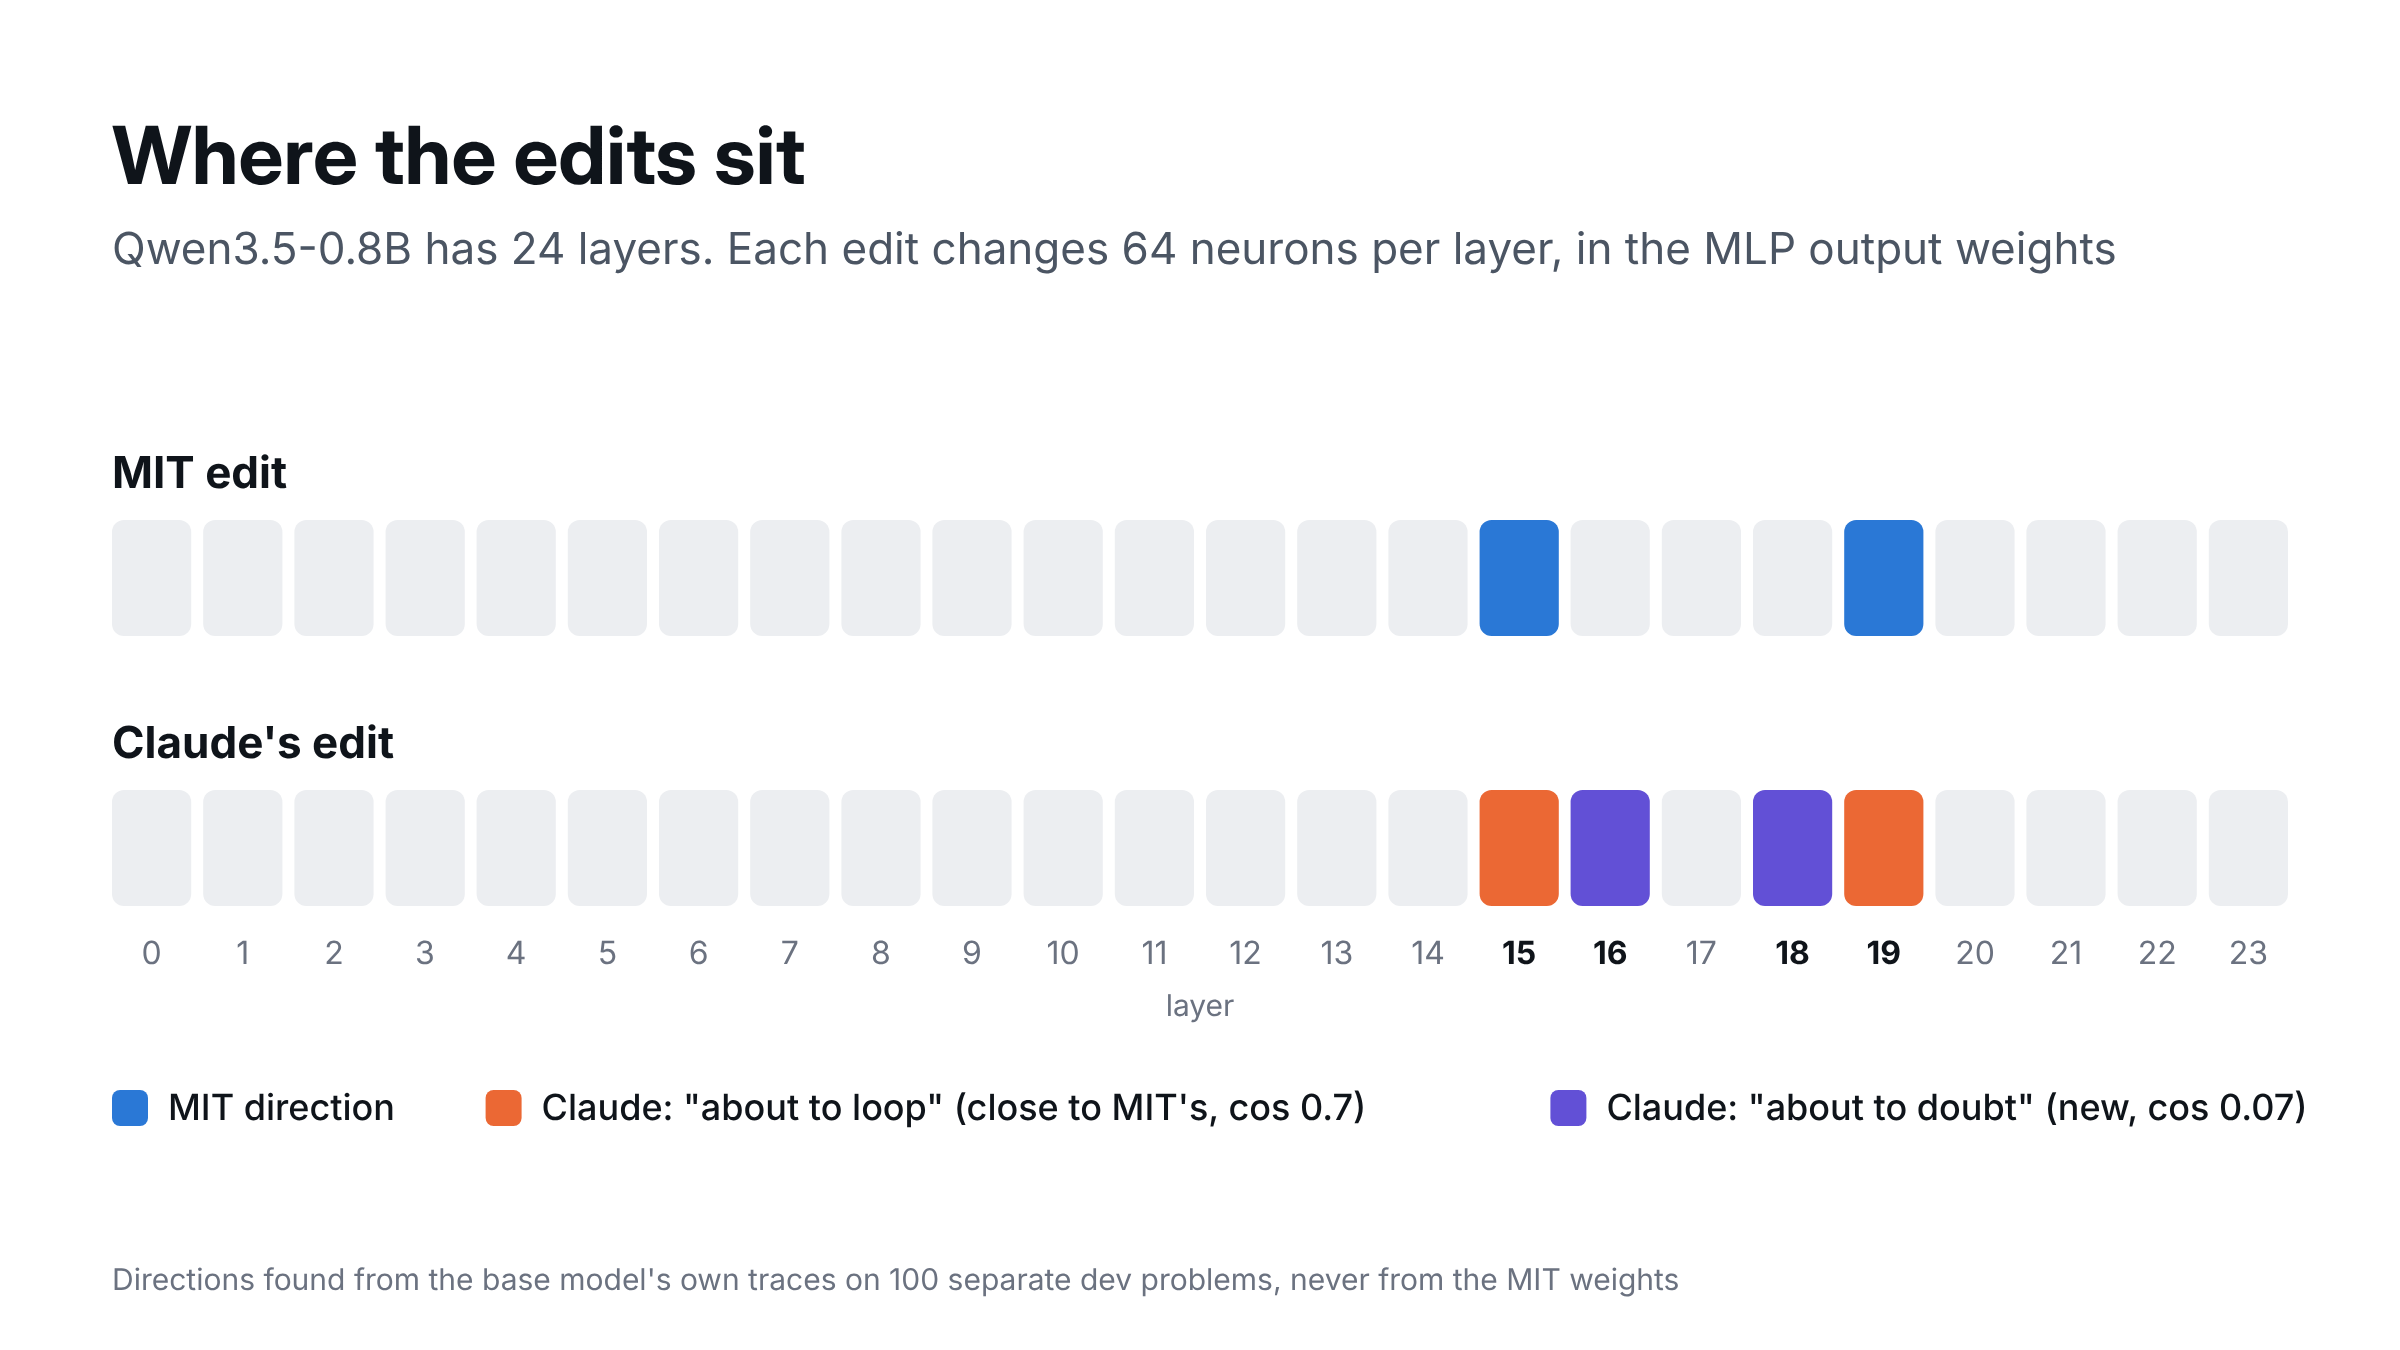 Where the edits sit
Qwen3.5-0.8B has 24 layers. Each edit changes 64 neurons per layer, in the MLP output weights
MIT edit
Claude's edit
0 1 2 3 4 5 6 7 8 9 10 11 12 13 14 15 16 17 18 19 20 21 22 23
layer
MIT direction Claude: "about to loop" (close to MIT's, cos 0.7) Claude: "about to doubt" (new, cos 0.07)
Directions found from the base model's own traces on 100 separate dev problems, never from the MIT weights